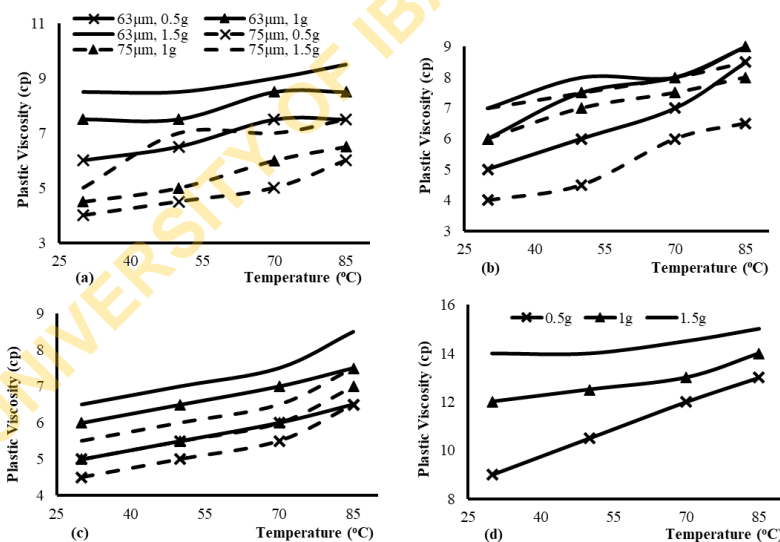 11
9
7
5
3
Plastic Viscosity (cp)
63μm, 0.5g
63μm, 1g
63μm, 1.5g
75μm, 0.5g
75μm, 1g
75μm, 1.5g
25
40
55
70
85
(a)
Temperature (ºC)
9
8
7
6
5
4
3
Plastic Viscosity (cp)
25
40
55
70
85
(b)
Temperature (ºC)
9
8
7
6
5
4
Plastic Viscosity (cp)
25
40
55
70
85
(c)
Temperature (ºC)
16
14
12
10
8
Plastic Viscosity (cp)
0.5g
1g
1.5g
25
40
55
70
85
(d)
Temperature (ºC)
UNIVERSITY OF IBA